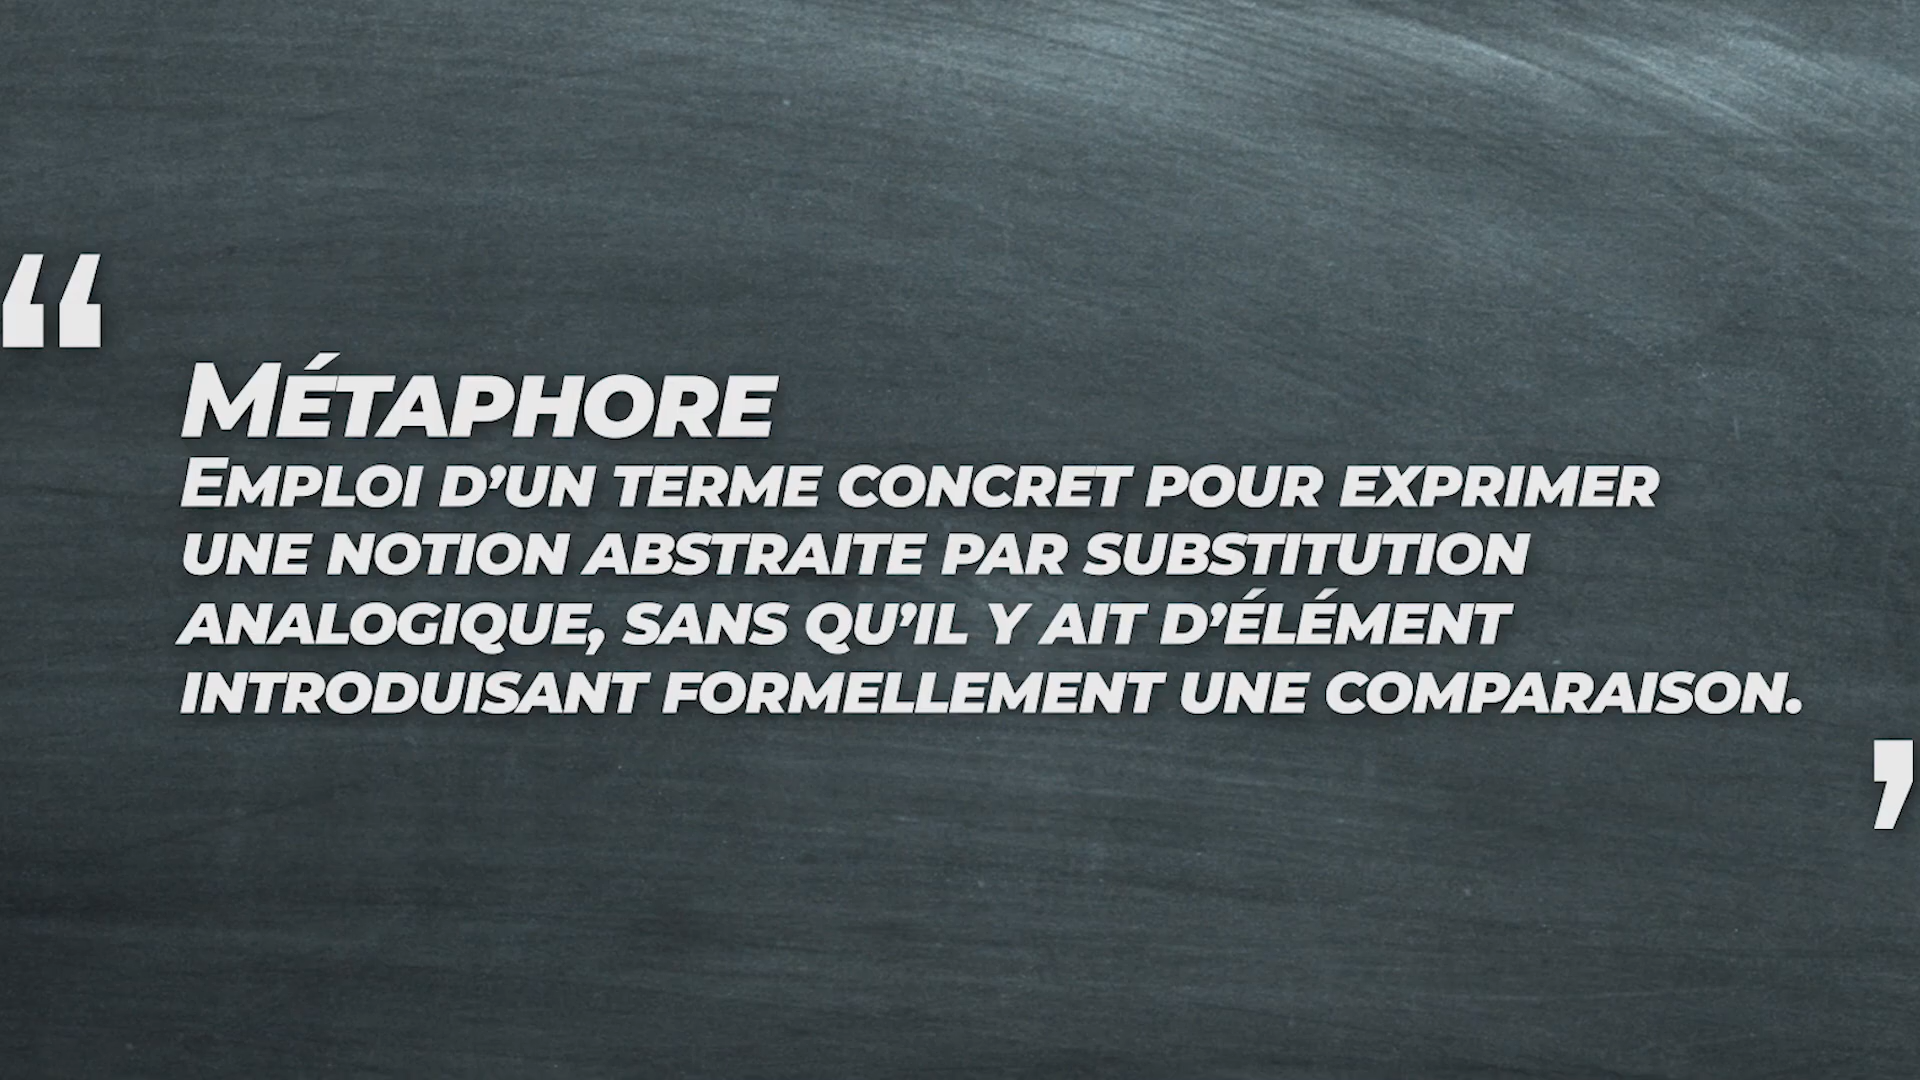 “
MÉTAPHORE
EMPLOI D’UN TERME CONCRET POUR EXPRIMER
UNE NOTION ABSTRAITE PAR SUBSTITUTION
ANALOGIQUE, SANS QU’IL Y AIT D’ÉLÉMENT
INTRODUISANT FORMELLEMENT UNE COMPARAISON.
’